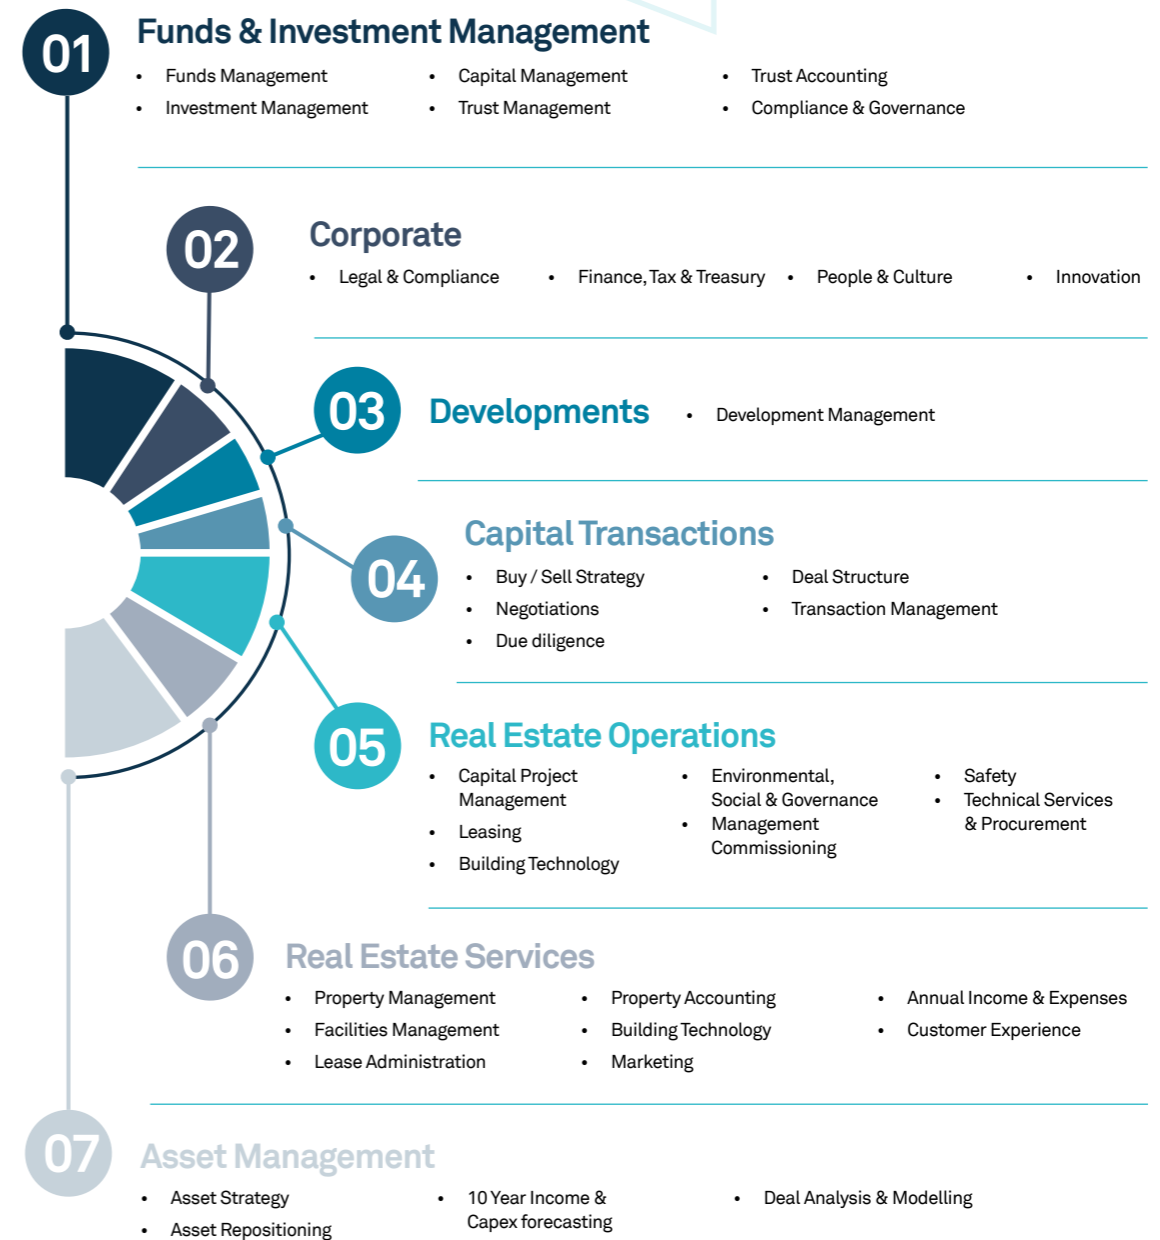 01
Funds & Investment Management
• Funds Management
• Investment Management
• Capital Management
• Trust Management
• Trust Accounting
• Compliance & Governance
02
Corporate
• Legal & Compliance
• Finance, Tax & Treasury
• People & Culture
• Innovation
03
Developments
• Development Management
04
Capital Transactions
• Buy / Sell Strategy
• Negotiations
• Due diligence
• Deal Structure
• Transaction Management
05
Real Estate Operations
• Capital Project
Management
• Leasing
• Building Technology
• Environmental,
Social & Governance
• Management
Commissioning
• Safety
• Technical Services
& Procurement
06
Real Estate Services
• Property Management
• Facilities Management
• Lease Administration
• Property Accounting
• Building Technology
• Marketing
• Annual Income & Expenses
• Customer Experience
07
Asset Management
• Asset Strategy
• Asset Repositioning
• 10 Year Income &
Capex forecasting
• Deal Analysis & Modelling